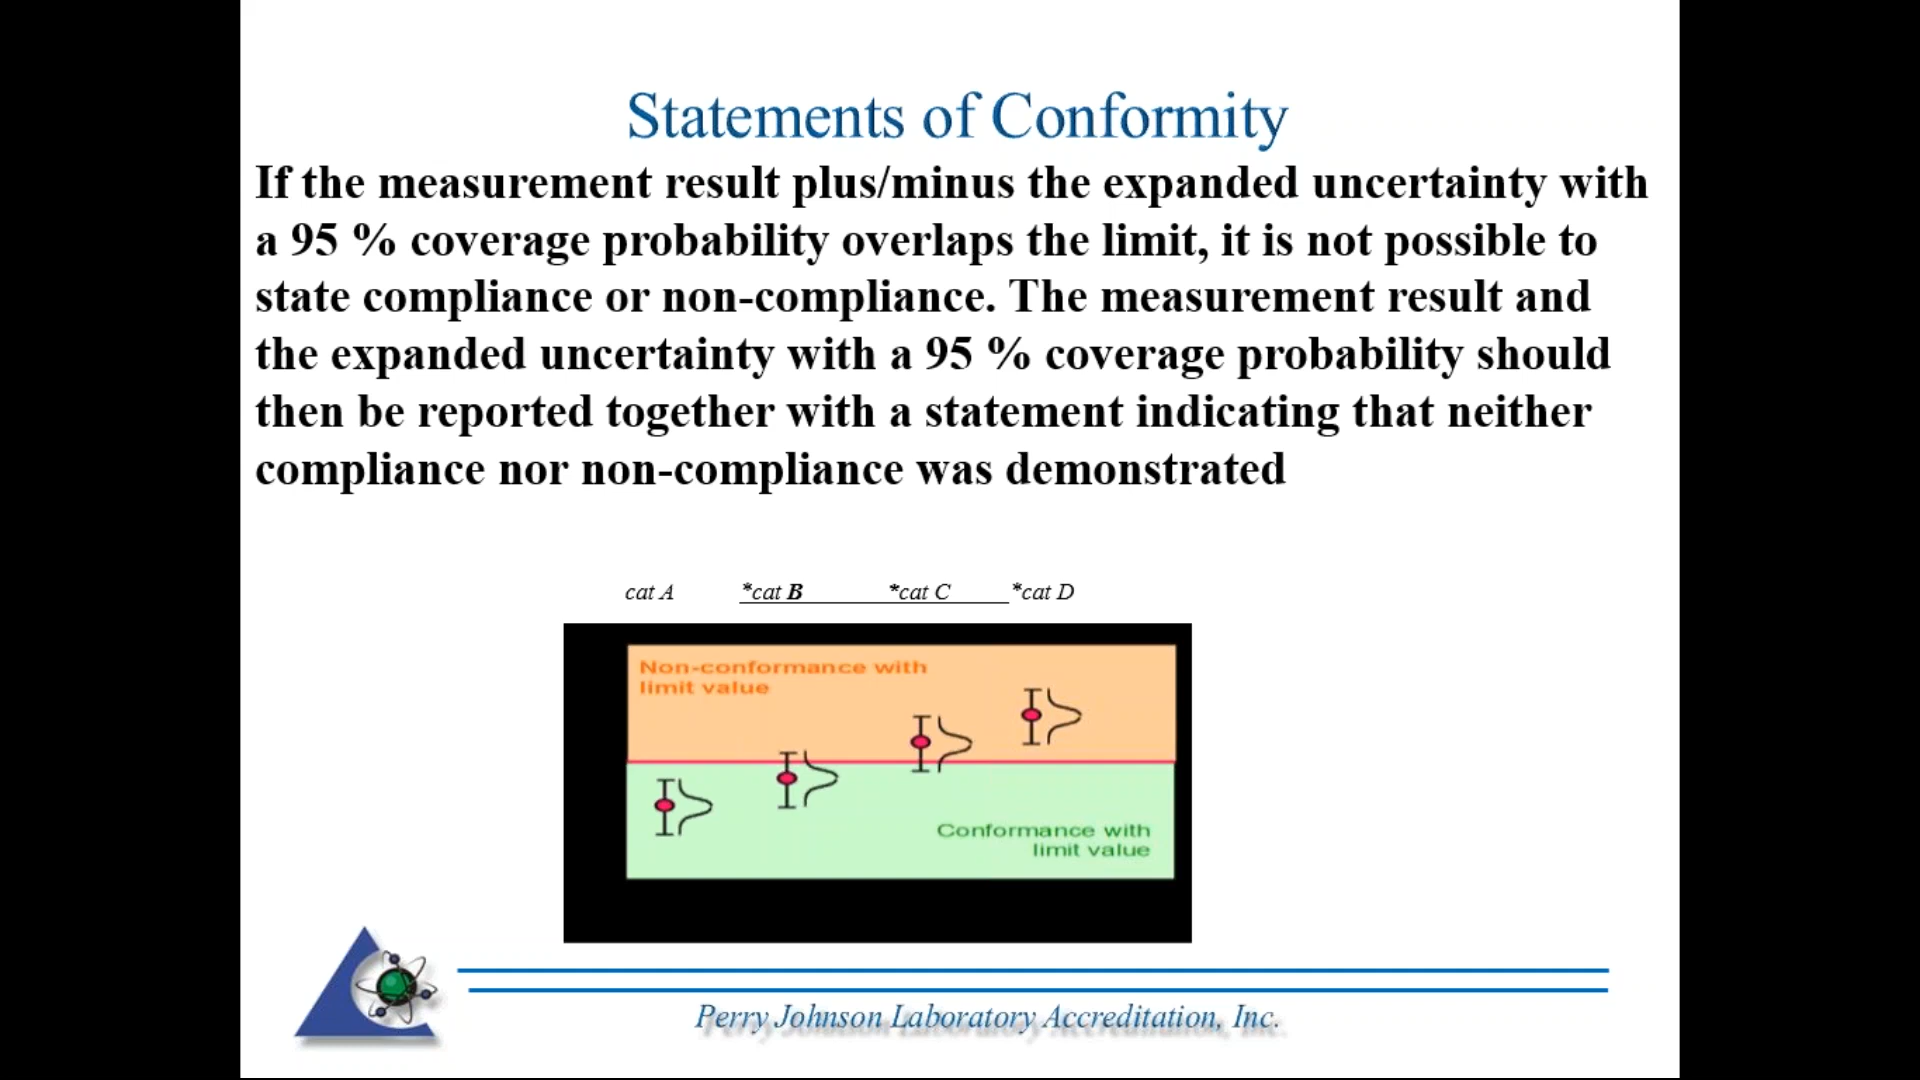 Statements of Conformity
If the measurement result plus/minus the expanded uncertainty with
a 95 % coverage probability overlaps the limit, it is not possible to
state compliance or non-compliance. The measurement result and
the expanded uncertainty with a 95 % coverage probability should
then be reported together with a statement indicating that neither
compliance nor non-compliance was demonstrated
cat A *cat B *cat C *cat D
Non-conformance with
limit value
Conformance with
limit value
Perry Johnson Laboratory Accreditation, Inc.